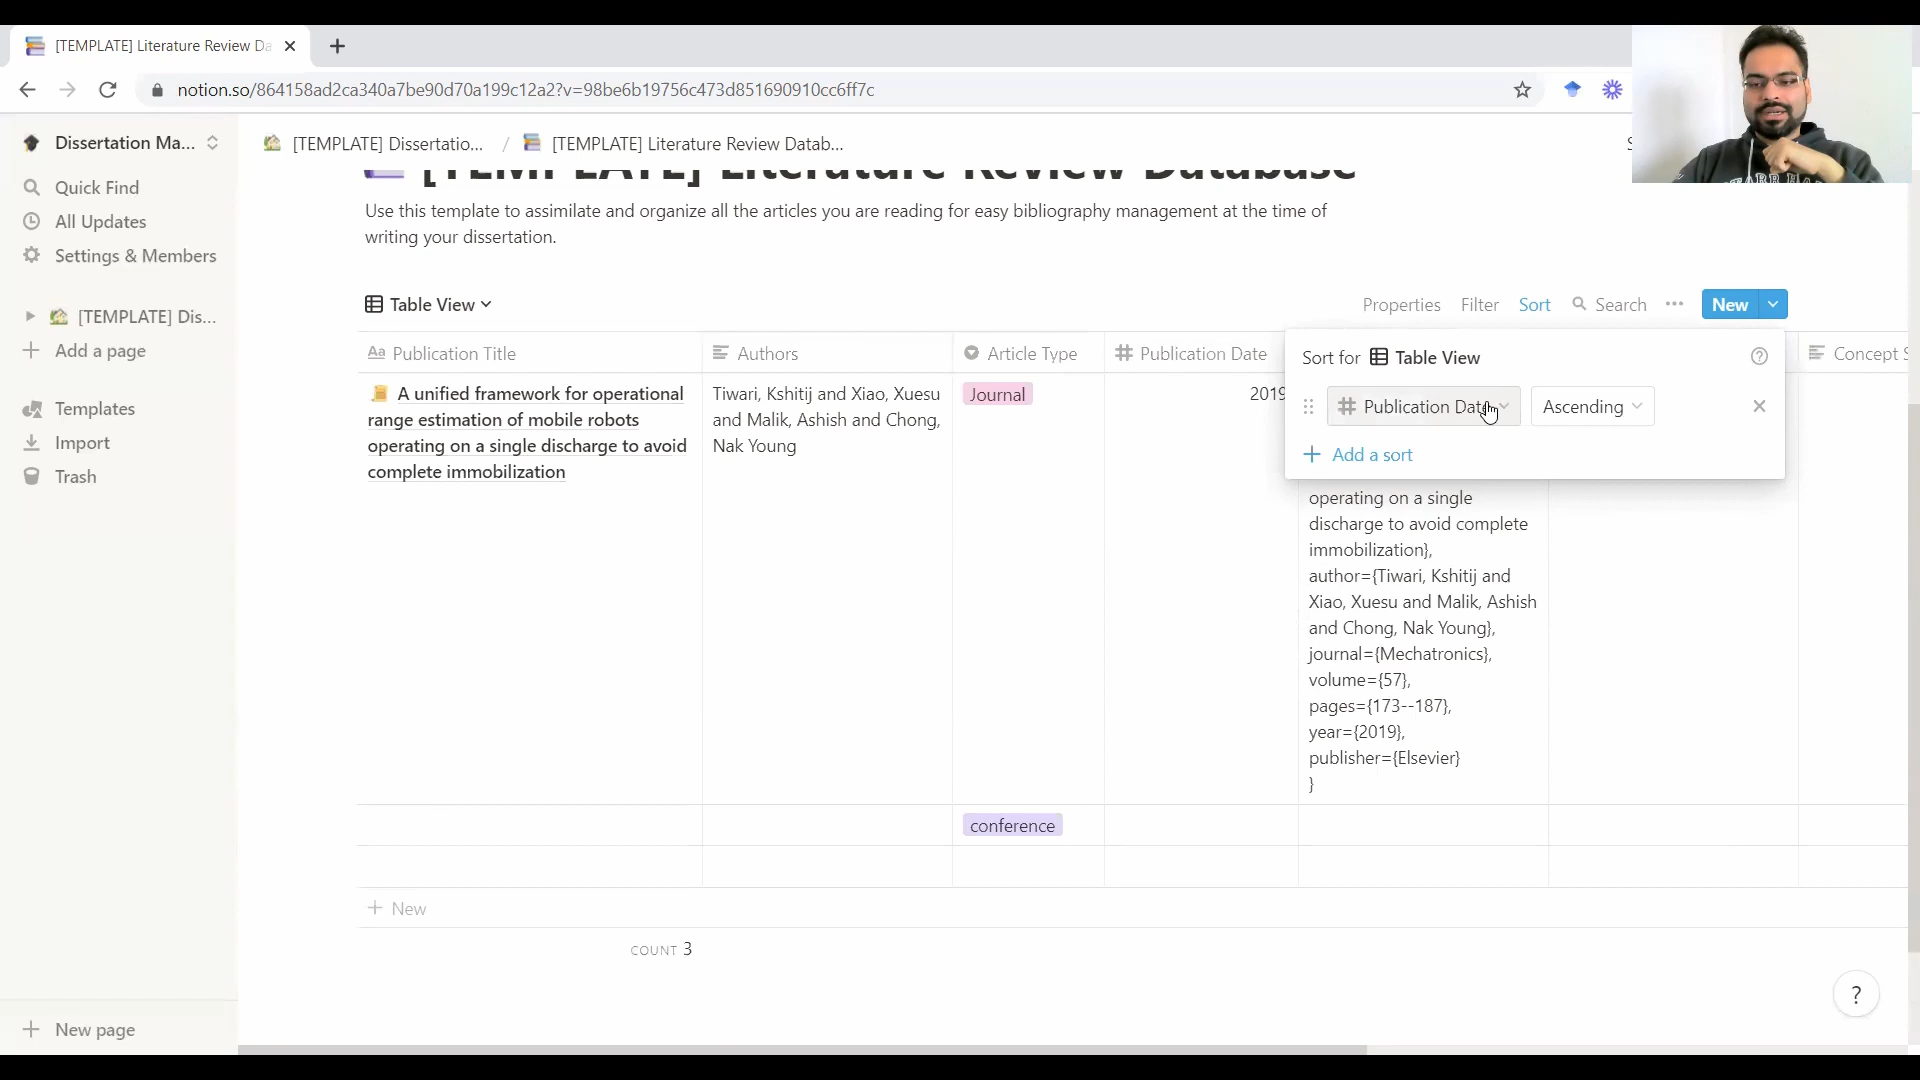 [TEMPLATE] Literature Review Da
notion.so/864158ad2ca340a7be90d70a199c12a2?v=98be6b19756c473d851690910cc6ff7c
Dissertation Ma...
Quick Find
All Updates
Settings & Members
[TEMPLATE] Dis...
Add a page
Templates
Import
Trash
New page
[TEMPLATE] Dissertatio... / [TEMPLATE] Literature Review Datab...
[TEMPLATE] Literature Review Database
Use this template to assimilate and organize all the articles you are reading for easy bibliography management at the time of
writing your dissertation.
Table View
Properties Filter Sort Search ... New
Aa Publication Title Authors Article Type # Publication Date Concept S
Sort for Table View
# Publication Date Ascending
+ Add a sort
A unified framework for operational
range estimation of mobile robots
operating on a single discharge to avoid
complete immobilization
Tiwari, Kshitij and Xiao, Xuesu
and Malik, Ashish and Chong,
Nak Young
Journal
2019
operating on a single
discharge to avoid complete
immobilization},
author={Tiwari, Kshitij and
Xiao, Xuesu and Malik, Ashish
and Chong, Nak Young},
journal={Mechatronics},
volume={57},
pages={173--187},
year={2019},
publisher={Elsevier}
}
conference
+ New
COUNT 3
?